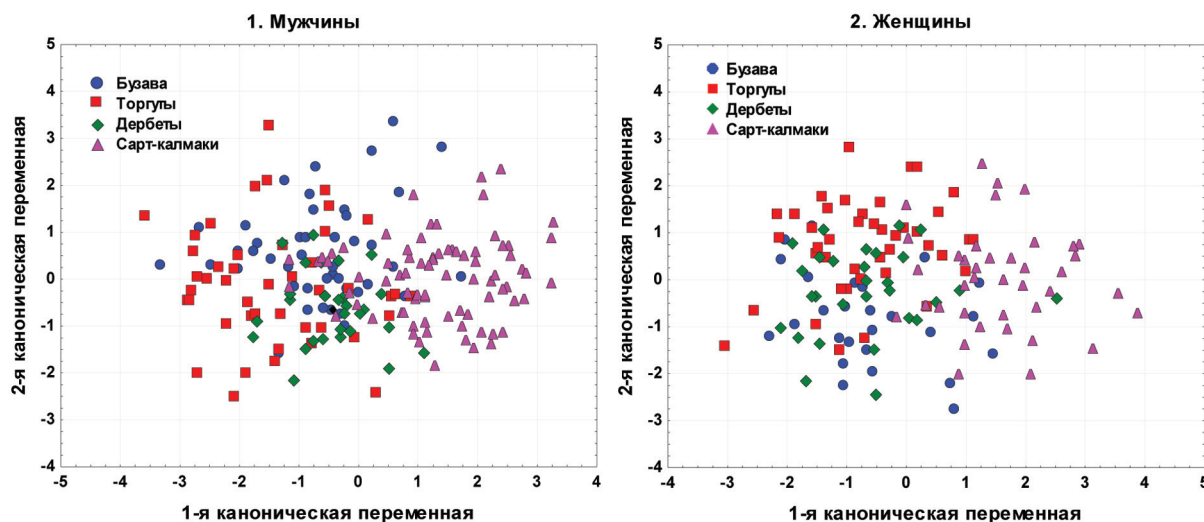 1. Мужчины
5
4
3
2
1
0
-1
-2
-3
-4
2-я каноническая переменная
Бузава
Торгуты
Дербеты
Сарт-калмаки
-5 -4 -3 -2 -1 0 1 2 3 4
1-я каноническая переменная
2. Женщины
5
4
3
2
1
0
-1
-2
-3
-4
2-я каноническая переменная
Бузава
Торгуты
Дербеты
Сарт-калмаки
-4 -3 -2 -1 0 1 2 3 4 5
1-я каноническая переменная